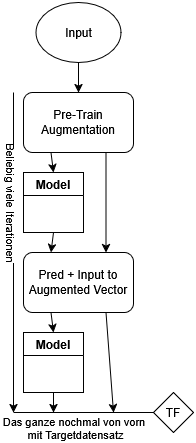 Input
Pre-Train
Augmentation
Beliebig viele Iterationen
Model
Pred + Input to
Augmented Vector
Model
TF
Das ganze nochmal von vorn
mit Targetdatensatz